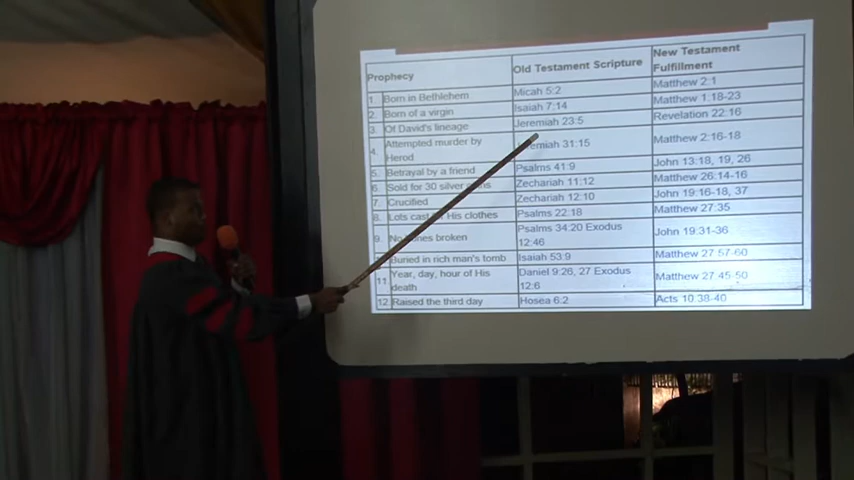 Prophecy Old Testament Scripture New Testament Fulfillment
1. Born in Bethlehem Micah 5:2 Matthew 2:1
2. Born of a virgin Isaiah 7:14 Matthew 1:18-23
3. Of David's lineage Jeremiah 23:5 Revelation 22:16
4. Attempted murder by Herod Jeremiah 31:15 Matthew 2:16-18
5. Betrayal by a friend Psalms 41:9 John 13:18, 19, 26
6. Sold for 30 silver coins Zechariah 11:12 Matthew 26:14-16
7. Crucified Zechariah 12:10 John 19:16-18, 37
8. Lots cast for His clothes Psalms 22:18 Matthew 27:35
9. No bones broken Psalms 34:20 Exodus 12:46 John 19:31-36
Buried in rich man's tomb Isaiah 53:9 Matthew 27:57-60
11. Year, day, hour of His death Daniel 9:26, 27 Exodus 12:6 Matthew 27:45-50
12. Raised the third day Hosea 6:2 Acts 10:38-40